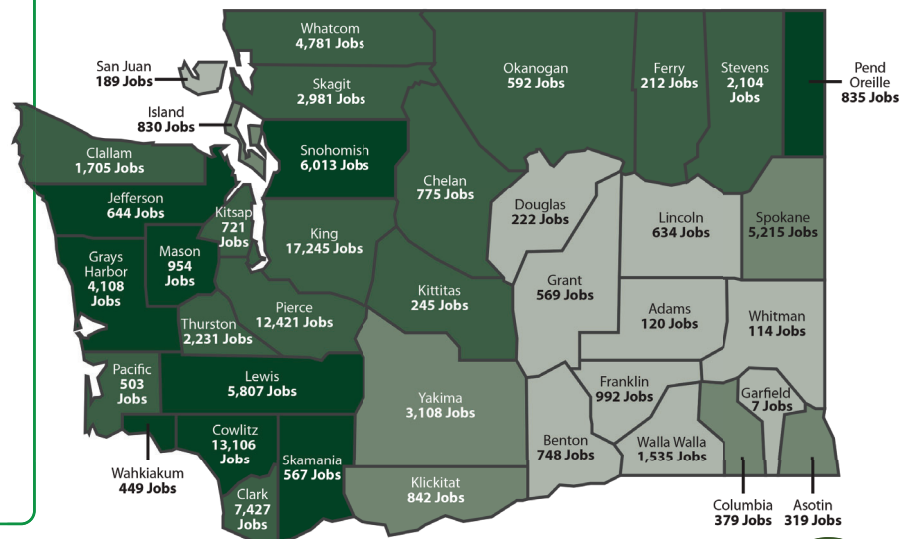 Whatcom
4,781 Jobs
San Juan
189 Jobs
Skagit
2,981 Jobs
Okanogan
592 Jobs
Ferry
212 Jobs
Stevens
2,104
Jobs
Pend
Oreille
835 Jobs
Island
830 Jobs
Clallam
1,705 Jobs
Snohomish
6,013 Jobs
Chelan
775 Jobs
Jefferson
644 Jobs
Kitsap
721
Jobs
Douglas
222 Jobs
Lincoln
634 Jobs
Spokane
5,215 Jobs
King
17,245 Jobs
Mason
954
Jobs
Grays
Harbor
4,108
Jobs
Kittitas
245 Jobs
Grant
569 Jobs
Pierce
12,421 Jobs
Adams
120 Jobs
Whitman
114 Jobs
Thurston
2,231 Jobs
Pacific
503
Jobs
Lewis
5,807 Jobs
Yakima
3,108 Jobs
Franklin
992 Jobs
Garfield
7 Jobs
Cowlitz
13,106
Jobs
Skamania
567 Jobs
Benton
748 Jobs
Walla Walla
1,535 Jobs
Wahkiakum
449 Jobs
Clark
7,427
Jobs
Klickitat
842 Jobs
Columbia
379 Jobs
Asotin
319 Jobs